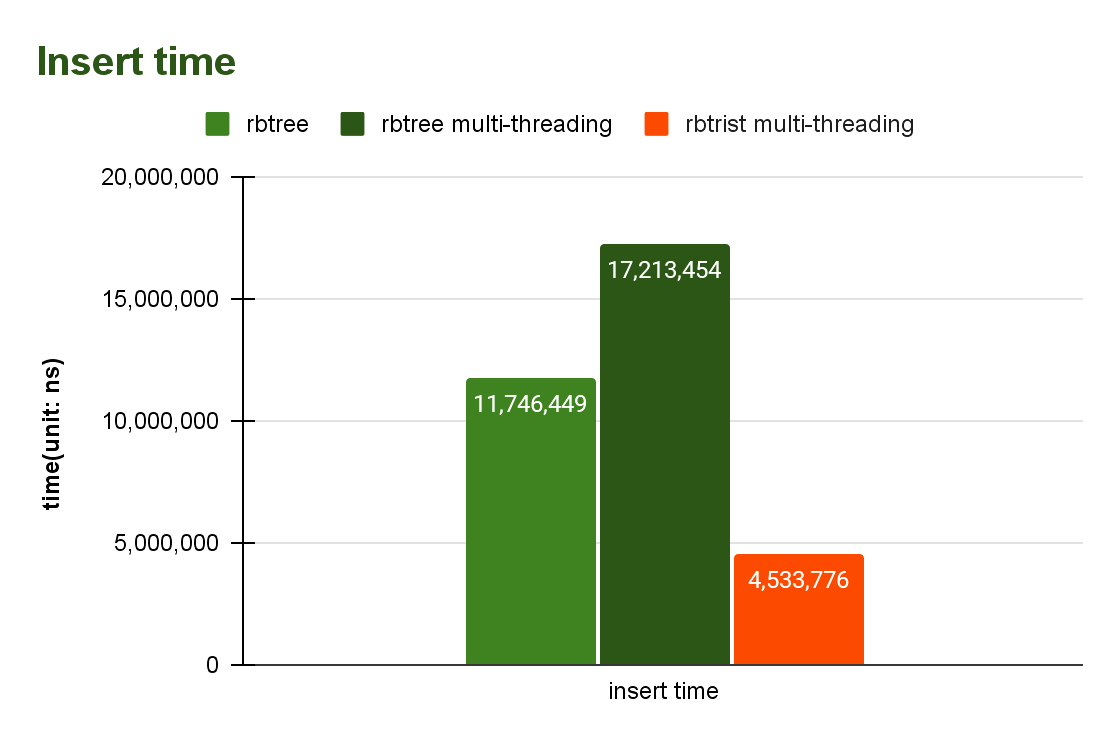 Insert time
rbtree rbtree multi-threading rbtrist multi-threading
20,000,000
15,000,000
10,000,000
5,000,000
0
time(unit: ns)
11,746,449
17,213,454
4,533,776
insert time